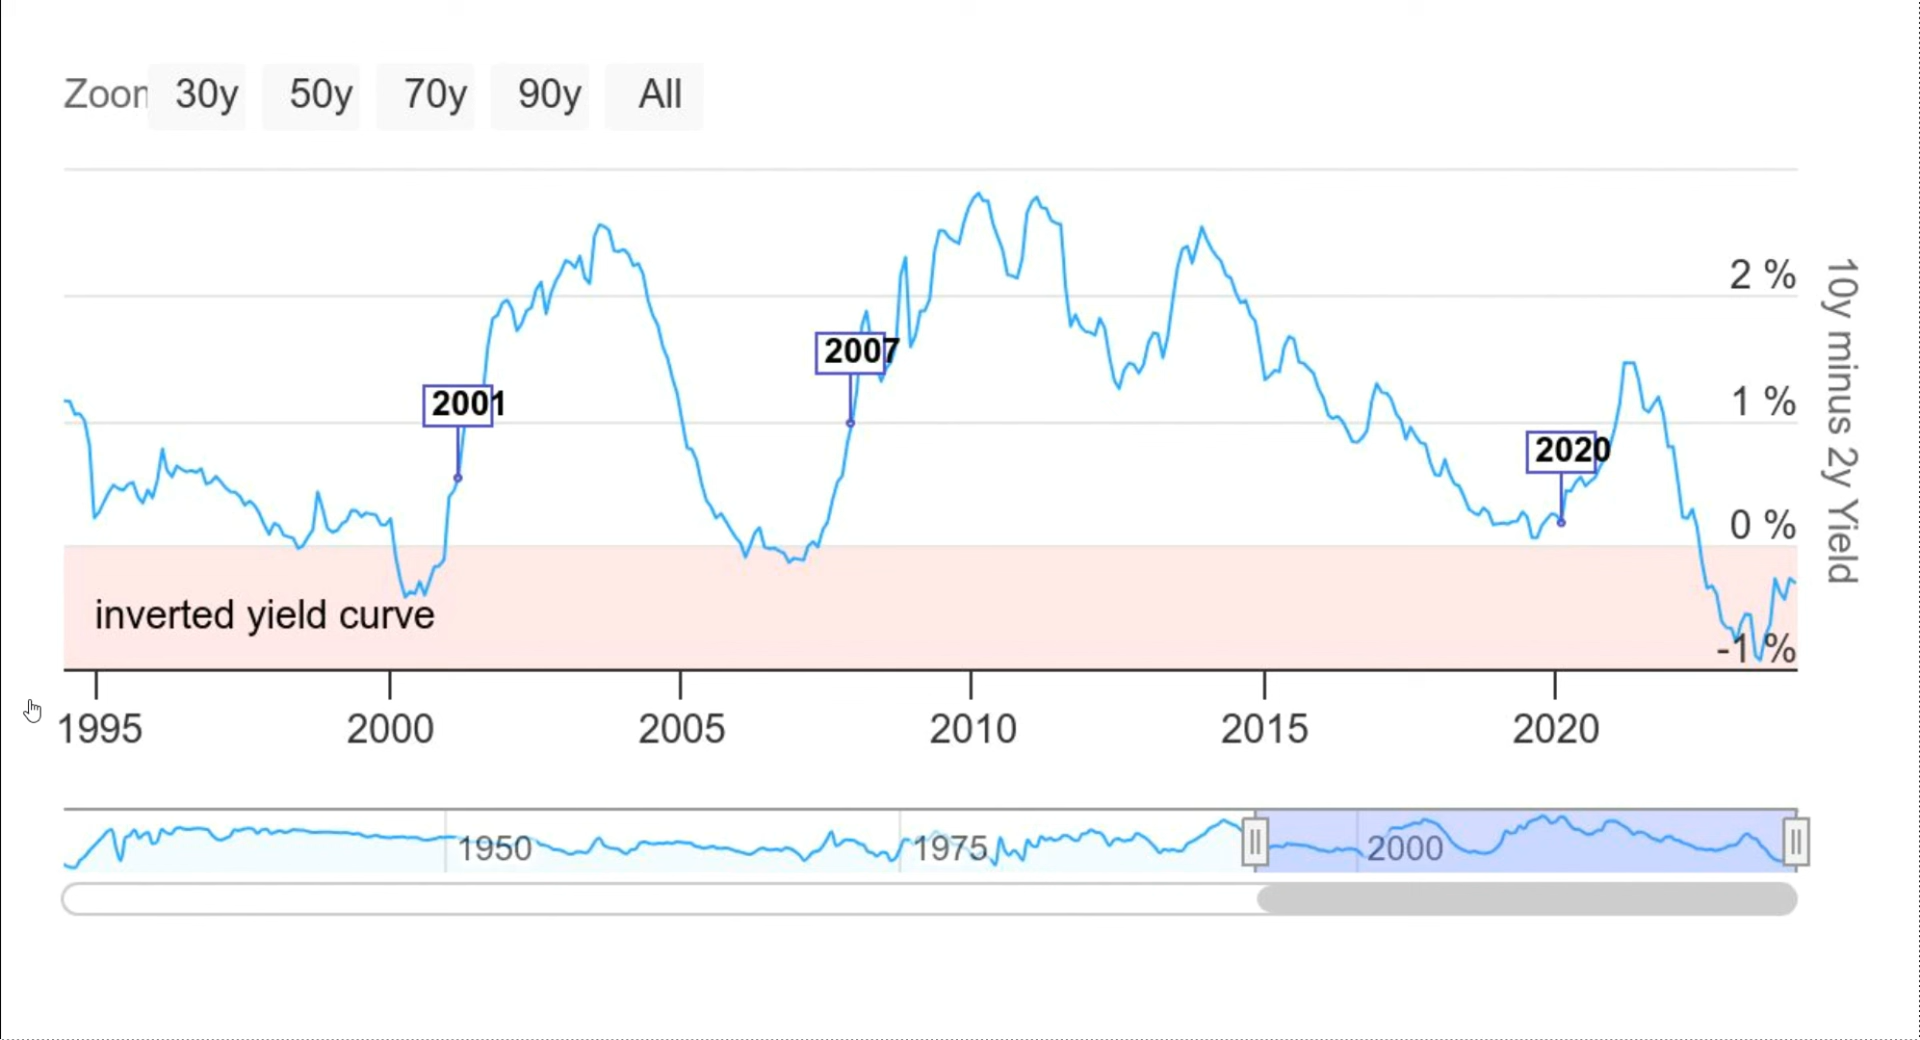 Zoom 30y 50y 70y 90y All
2 %
2007
2001
1 %
2020
0 %
inverted yield curve
-1 %
10y minus 2y Yield
1995 2000 2005 2010 2015 2020
1950 1975 2000